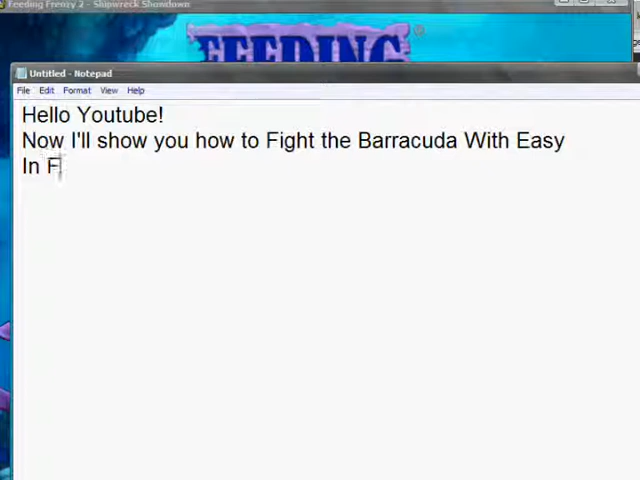 Feeding Frenzy 2 - Shipwreck Showdown
FEEDING
Untitled - Notepad
File Edit Format View Help
Hello Youtube!
Now I'll show you how to Fight the Barracuda With Easy
In F